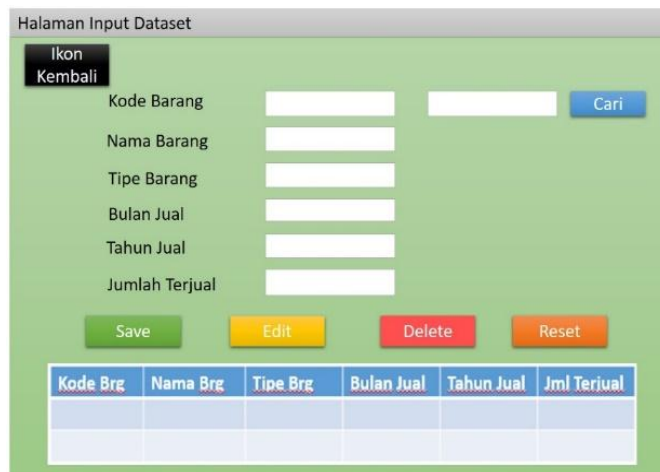 Halaman Input Dataset
Ikon
Kembali
Kode Barang
Cari
Nama Barang
Tipe Barang
Bulan Jual
Tahun Jual
Jumlah Terjual
Save Edit Delete Reset
Kode Brg Nama Brg Tipe Brg Bulan Jual Tahun Jual Jml Terjual